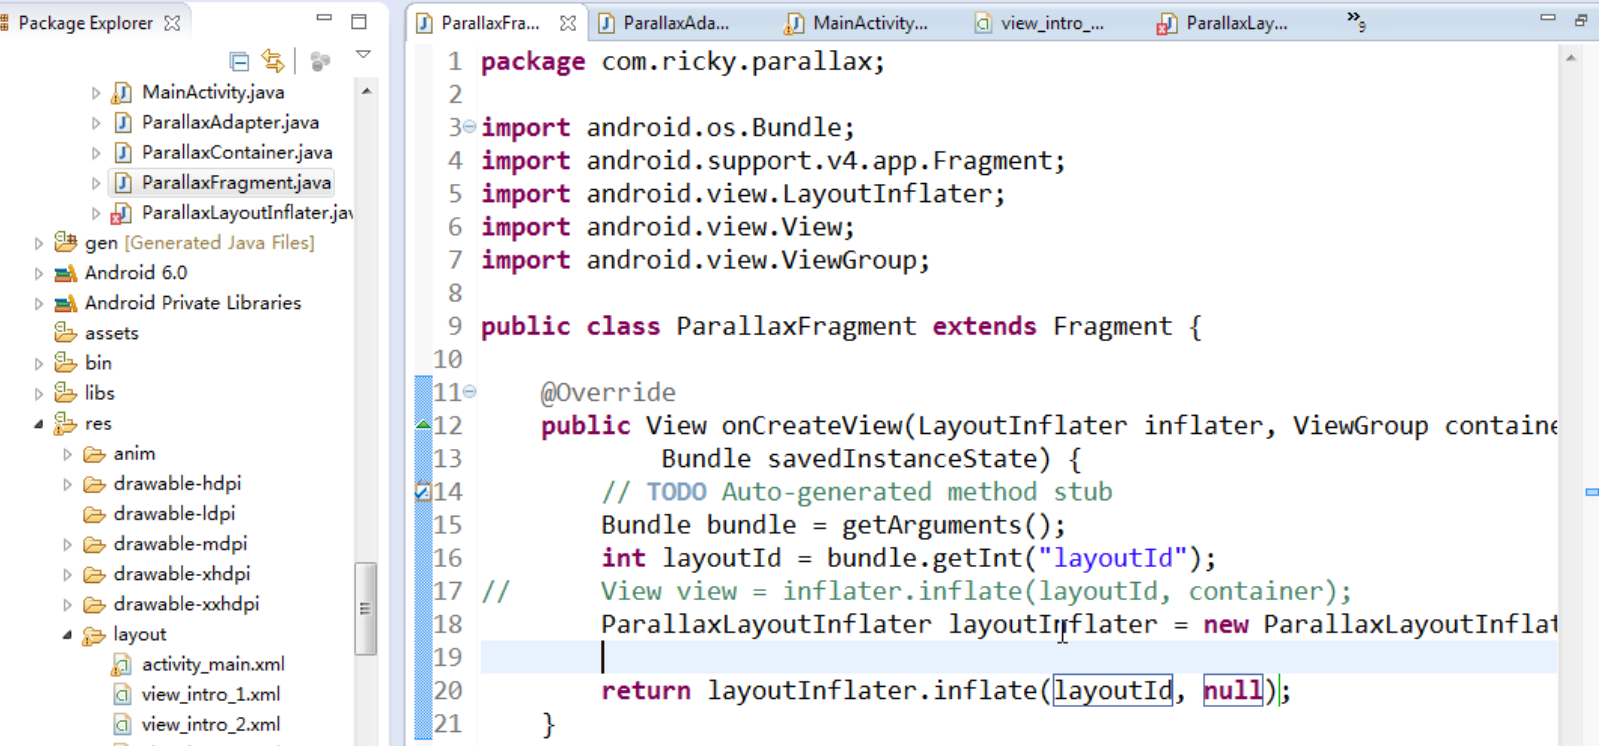 Package Explorer
MainActivity.java
ParallaxAdapter.java
ParallaxContainer.java
ParallaxFragment.java
ParallaxLayoutInflater.jav
gen [Generated Java Files]
Android 6.0
Android Private Libraries
assets
bin
libs
res
anim
drawable-hdpi
drawable-ldpi
drawable-mdpi
drawable-xhdpi
drawable-xxhdpi
layout
activity_main.xml
view_intro_1.xml
view_intro_2.xml
ParallaxFra... ParallaxAda... MainActivity... view_intro_... ParallaxLay... »9
1 package com.ricky.parallax;
2
3 import android.os.Bundle;
4 import android.support.v4.app.Fragment;
5 import android.view.LayoutInflater;
6 import android.view.View;
7 import android.view.ViewGroup;
8
9 public class ParallaxFragment extends Fragment {
10
11 @Override
12 public View onCreateView(LayoutInflater inflater, ViewGroup containe
13 Bundle savedInstanceState) {
14 // TODO Auto-generated method stub
15 Bundle bundle = getArguments();
16 int layoutId = bundle.getInt("layoutId");
17 // View view = inflater.inflate(layoutId, container);
18 ParallaxLayoutInflater layoutInflater = new ParallaxLayoutInflat
19
20 return layoutInflater.inflate(layoutId, null);
21 }